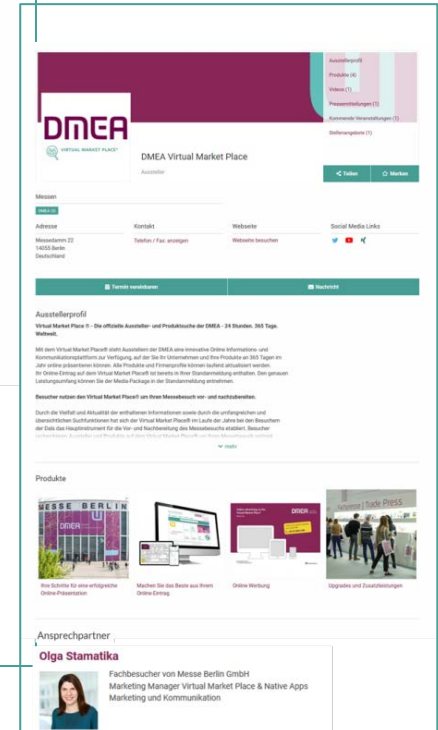 Ausstellerprofil
Produkte (4)
Videos (1)
Pressemitteilungen (1)
Kommende Veranstaltungen (1)
Stellenangebote (1)
DMEA
VIRTUAL MARKET PLACE®
DMEA Virtual Market Place
Aussteller
Teilen
Merken
Messen
Adresse
Kontakt
Webseite
Social Media Links
Messedamm 22
14055 Berlin
Deutschland
Telefon / Fax. anzeigen
Webseite besuchen
Termin vereinbaren
Nachricht
Ausstellerprofil
Virtual Market Place ® - Die offizielle Aussteller- und Produktsuche der DMEA - 24 Stunden. 365 Tage.
Weltweit.
Mit dem Virtual Market Place® steht Ausstellern der DMEA eine innovative Online Informations- und
Kommunikationsplattform zur Verfügung, auf der Sie Ihr Unternehmen und Ihre Produkte an 365 Tagen im
Jahr online präsentieren können. Alle Produkte und Firmenprofile können laufend aktualisiert werden.
Ihr Online-Eintrag auf dem Virtual Market Place® ist bereits in Ihrer Standanmeldung enthalten. Den genauen
Leistungsumfang können Sie der Media-Package in der Standanmeldung entnehmen.
Besucher nutzen den Virtual Market Place® um ihren Messebesuch vor- und nachzubereiten.
Durch die Vielfalt und Aktualität der enthaltenen Informationen sowie durch die umfangreichen und
übersichtlichen Suchfunktionen hat sich der Virtual Market Place® im Laufe der Jahre bei den Besuchern
der Dals das Hauptinstrument für die Vor- und Nachbereitung des Messebesuchs etabliert. Besucher
mehr
Produkte
MESSE BERLIN
DMEA
DMEA
Conference | Trade Press
Ihre Schritte für eine erfolgreiche
Online-Präsentation
Machen Sie das Beste aus Ihrem
Online-Eintrag
Online Werbung
Upgrades und Zusatzleistungen
Ansprechpartner
Olga Stamatika
Fachbesucher von Messe Berlin GmbH
Marketing Manager Virtual Market Place & Native Apps
Marketing und Kommunikation